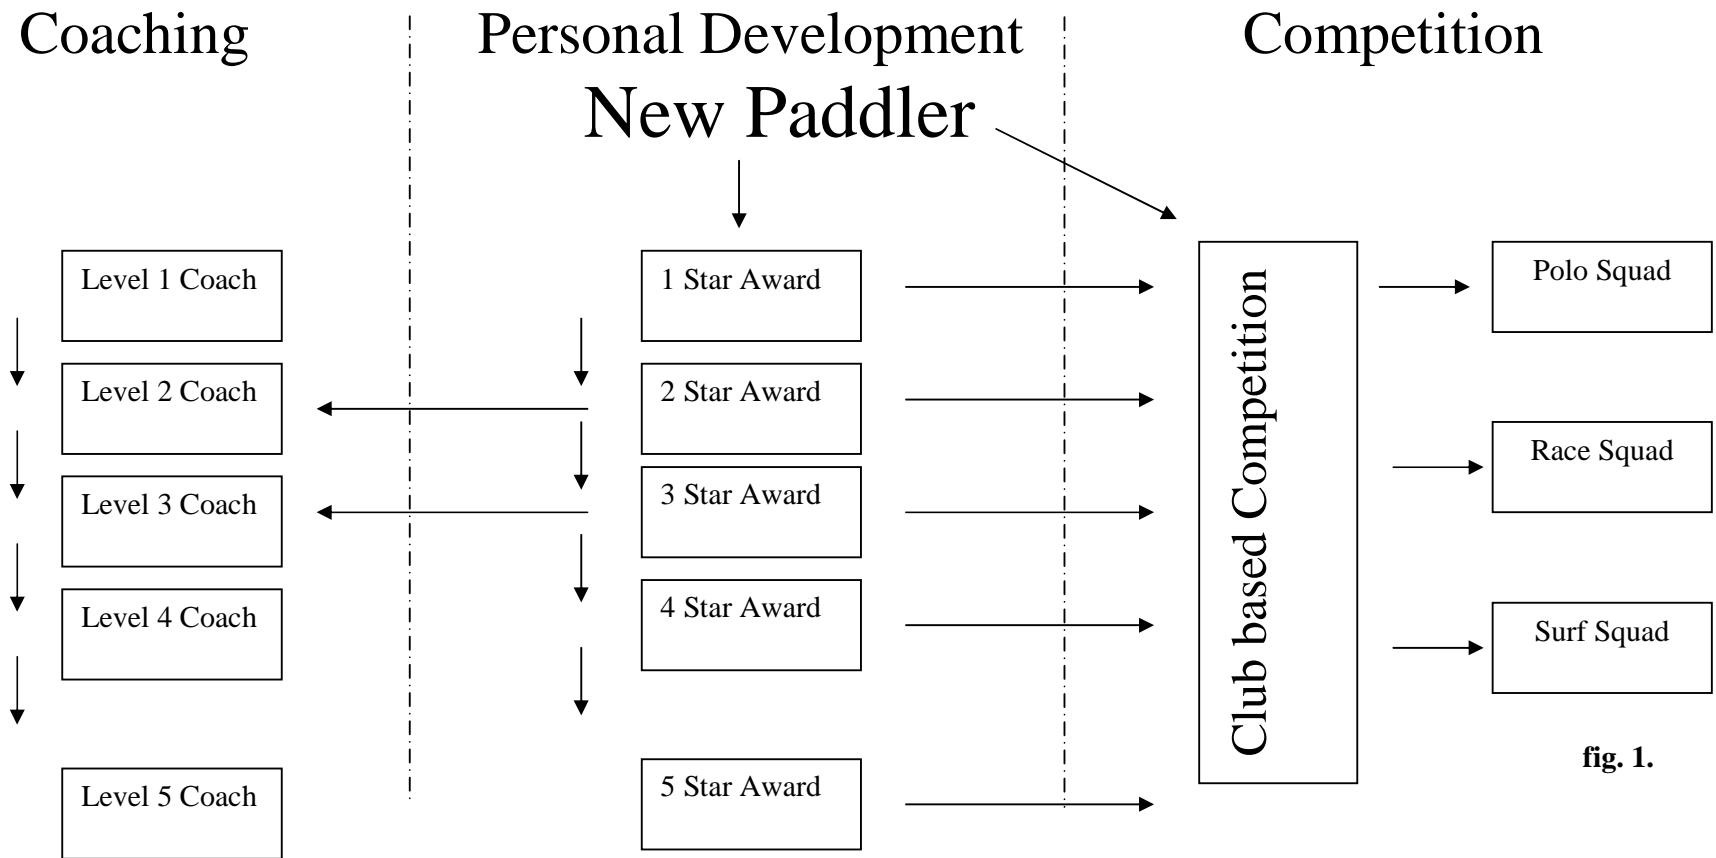 Coaching
Personal Development
Competition
New Paddler
Level 1 Coach
1 Star Award
Polo Squad
Level 2 Coach
2 Star Award
Level 3 Coach
3 Star Award
Race Squad
Level 4 Coach
4 Star Award
Surf Squad
Level 5 Coach
5 Star Award
Club based Competition
fig. 1.